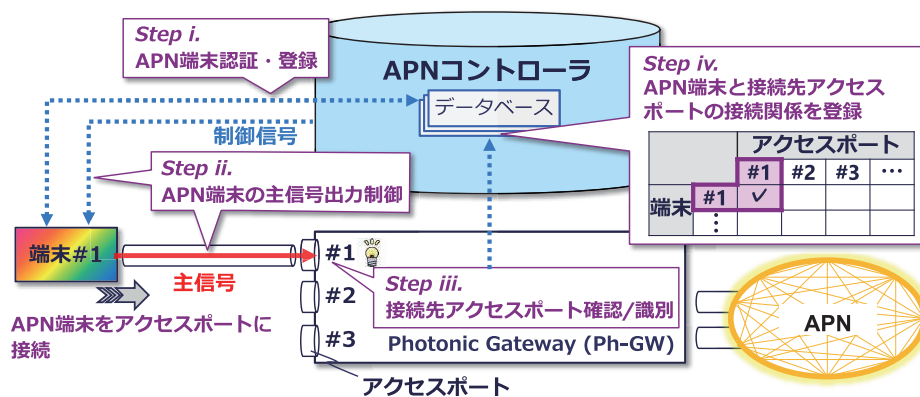 Step i.
APN端末認証・登録
APNコントローラ
データベース
制御信号
Step ii.
APN端末の主信号出力制御
Step iv.
APN端末と接続先アクセス
ポートの接続関係を登録
アクセスポート
#1 #2 #3 …
端末 #1 ✓
⋮
端末#1
主信号
APN端末をアクセスポートに
接続
#1
#2
#3
Step iii.
接続先アクセスポート確認/識別
Photonic Gateway (Ph-GW)
アクセスポート
APN